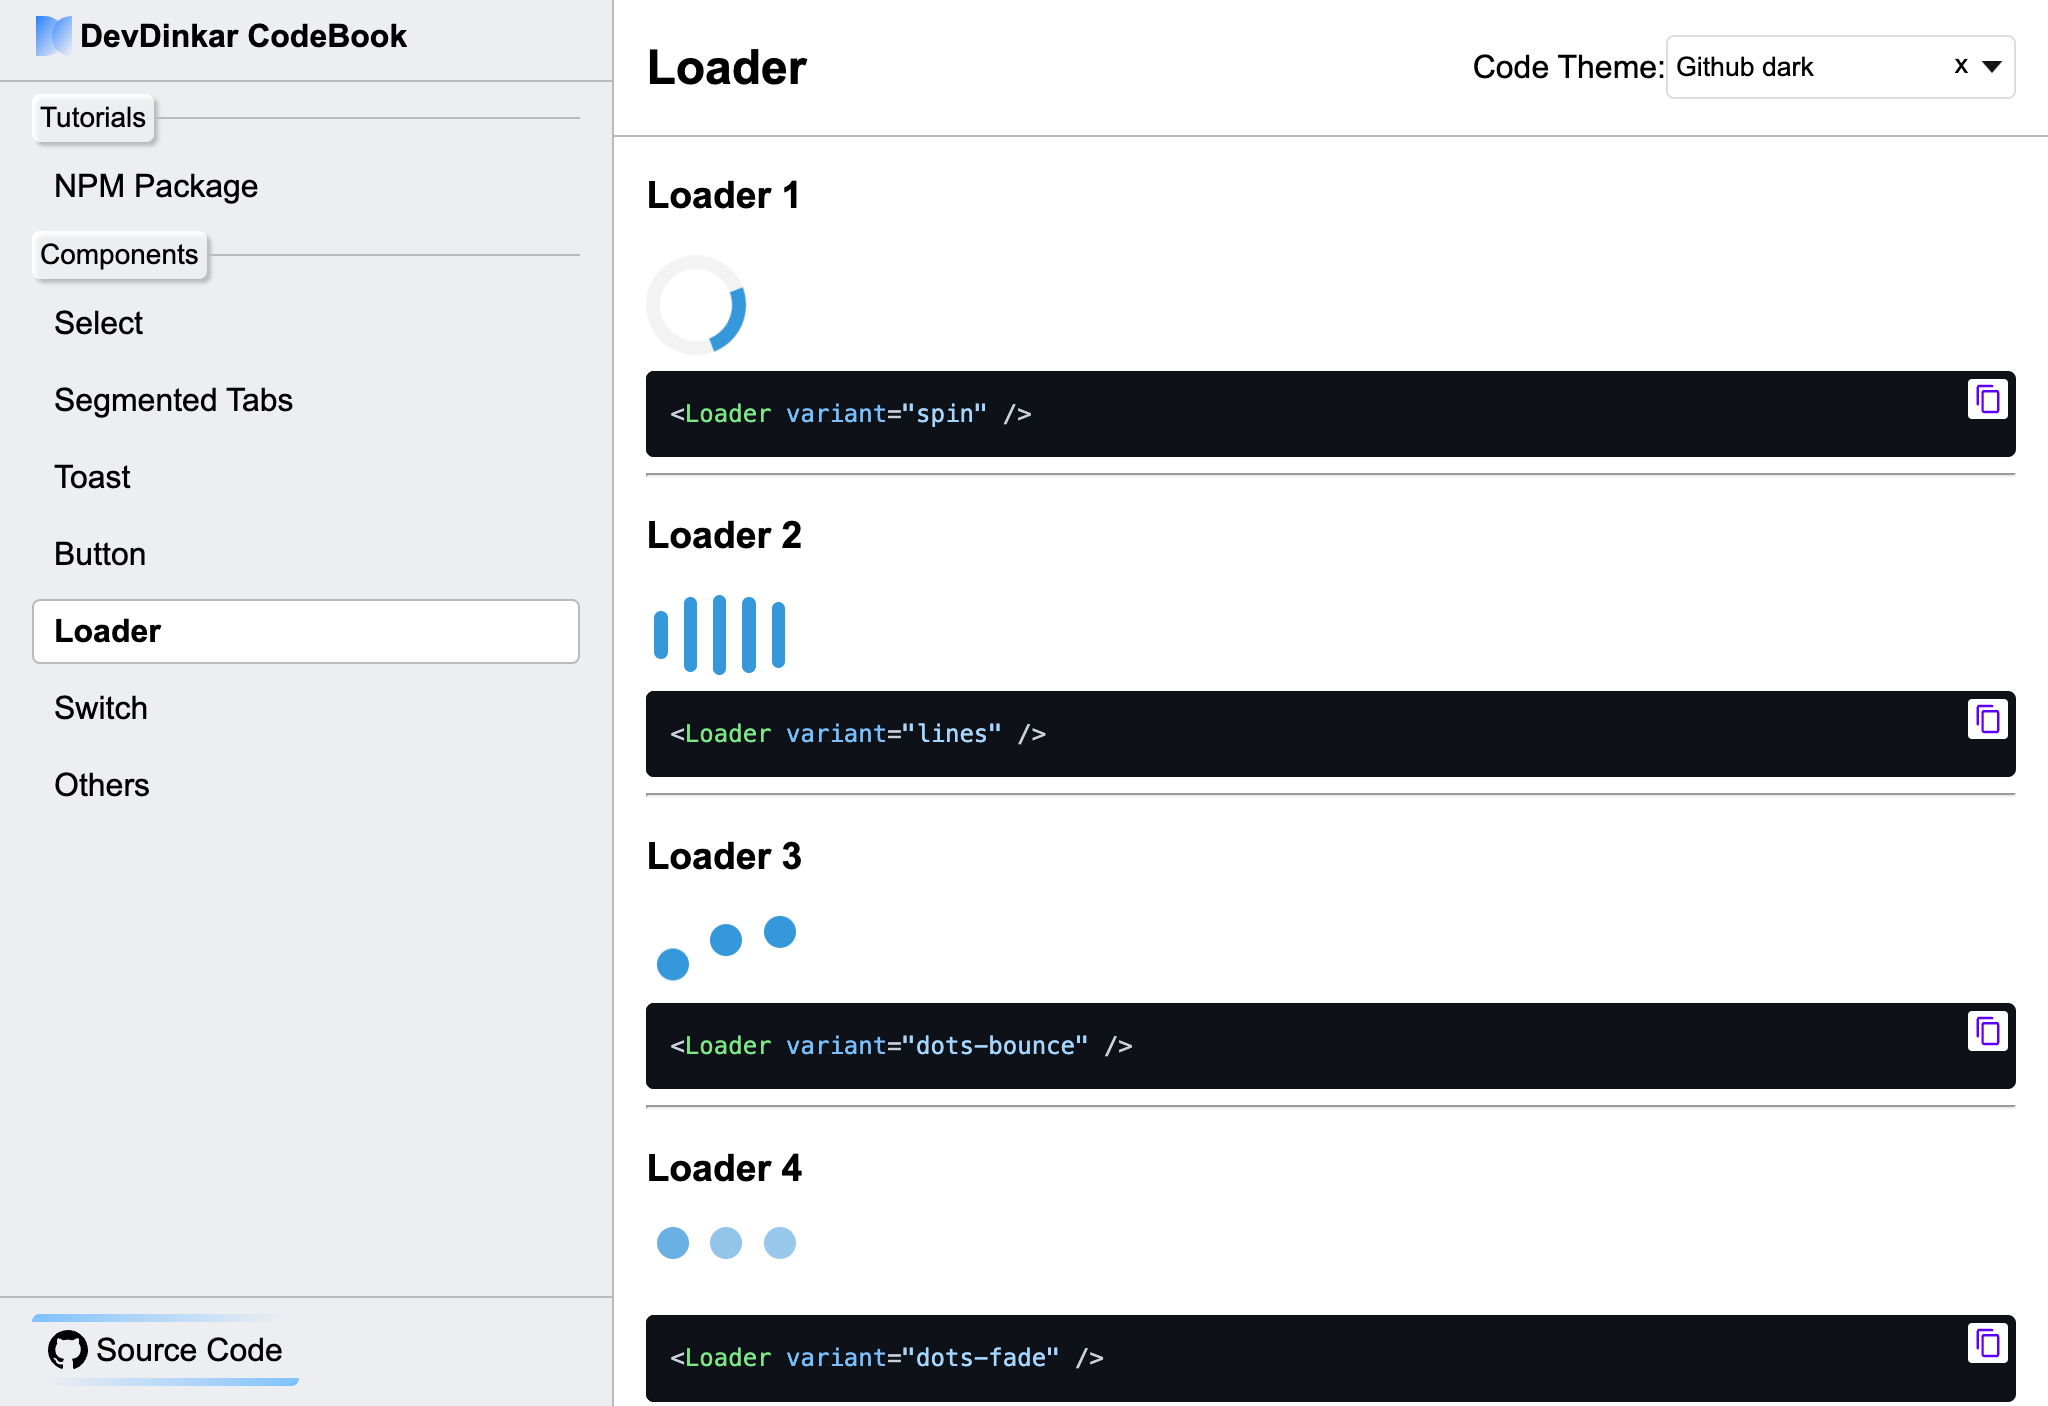 DevDinkar CodeBook
Tutorials
NPM Package
Components
Select
Segmented Tabs
Toast
Button
Loader
Switch
Others
Source Code
Loader
Code Theme: Github dark x
Loader 1
<Loader variant="spin" />
Loader 2
<Loader variant="lines" />
Loader 3
<Loader variant="dots-bounce" />
Loader 4
<Loader variant="dots-fade" />